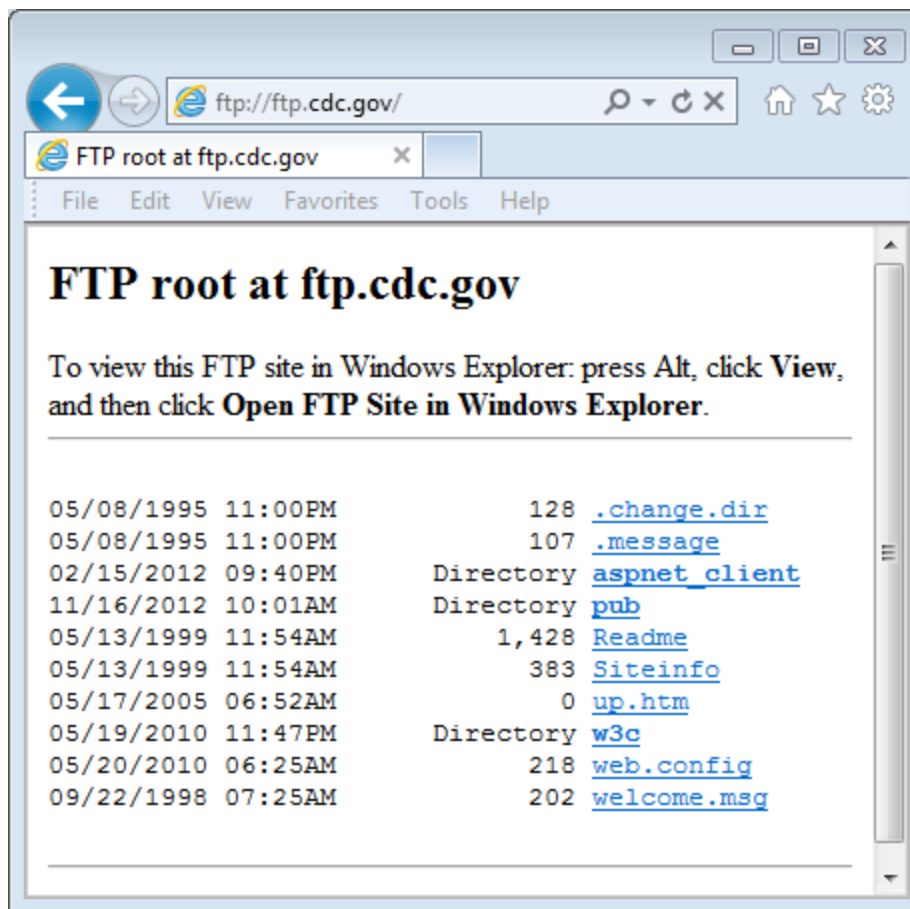 ftp://ftp.cdc.gov/
FTP root at ftp.cdc.gov
File Edit View Favorites Tools Help
FTP root at ftp.cdc.gov
To view this FTP site in Windows Explorer: press Alt, click View,
and then click Open FTP Site in Windows Explorer.
05/08/1995 11:00PM 128 .change.dir
05/08/1995 11:00PM 107 .message
02/15/2012 09:40PM Directory aspnet_client
11/16/2012 10:01AM Directory pub
05/13/1999 11:54AM 1,428 Readme
05/13/1999 11:54AM 383 Siteinfo
05/17/2005 06:52AM 0 up.htm
05/19/2010 11:47PM Directory w3c
05/20/2010 06:25AM 218 web.config
09/22/1998 07:25AM 202 welcome.msg